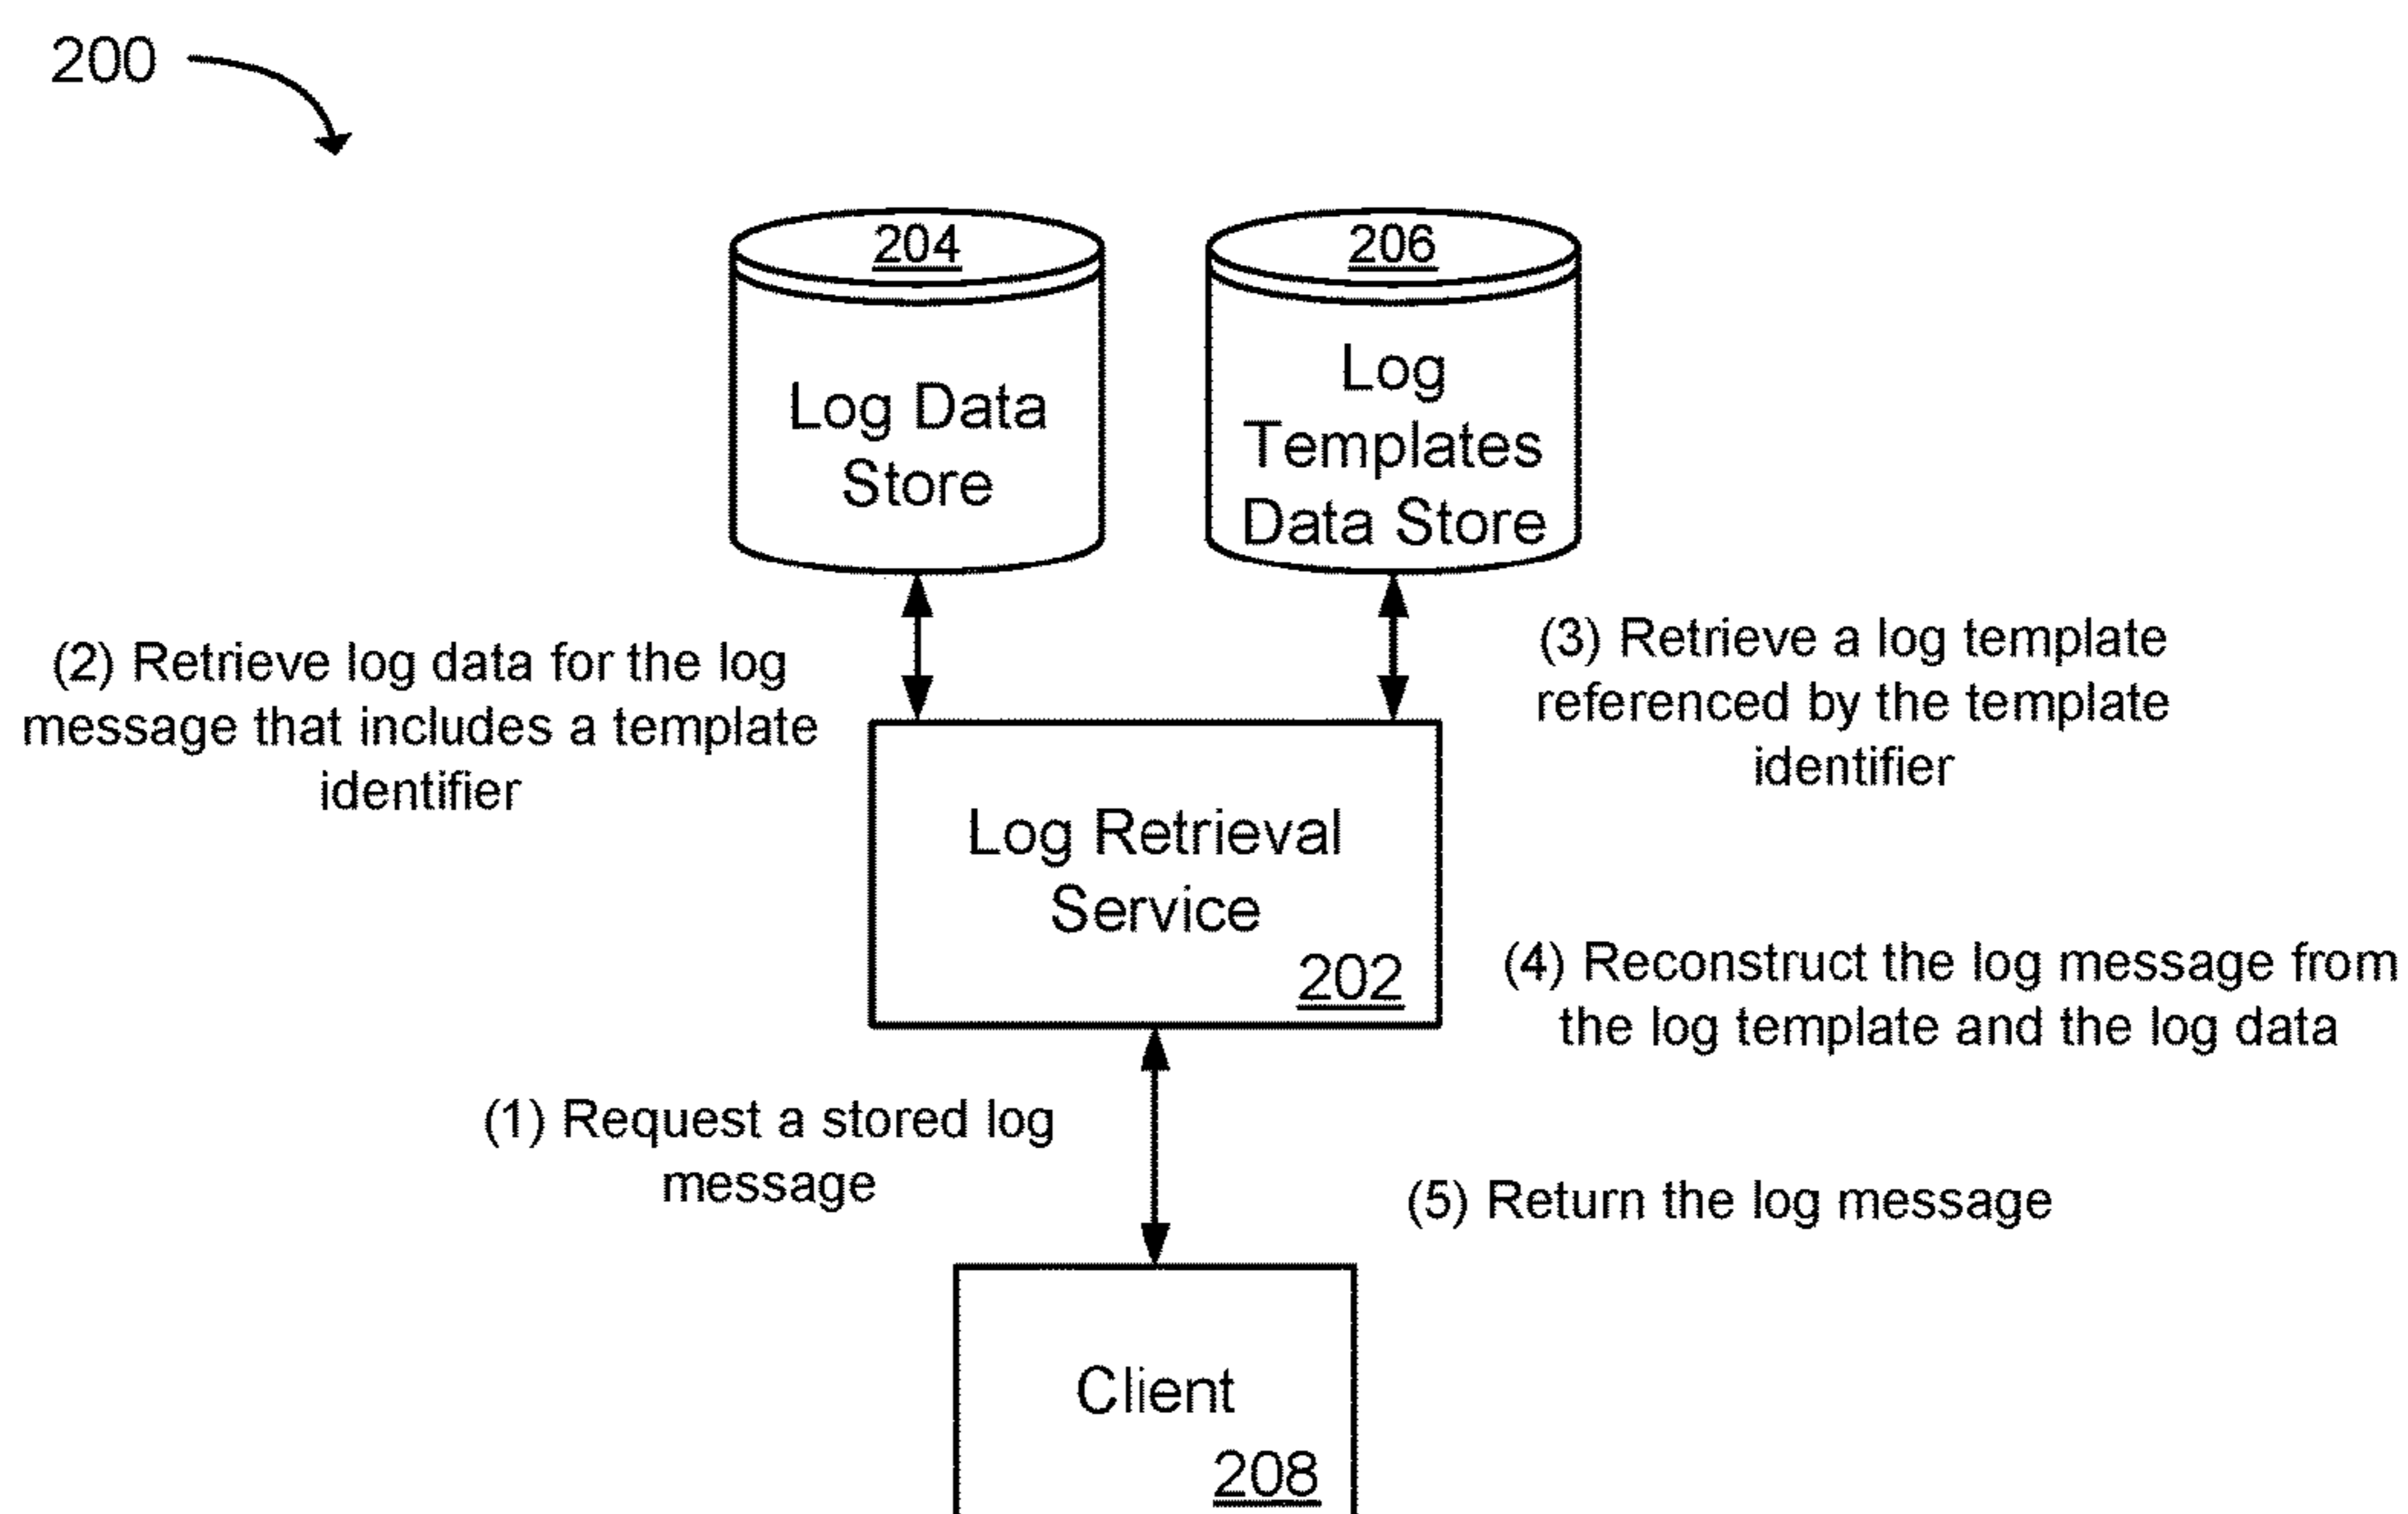 200
204
206
Log Data
Store
Log
Templates
Data Store
(2) Retrieve log data for the log
message that includes a template
identifier
(3) Retrieve a log template
referenced by the template
identifier
Log Retrieval
Service
202
(4) Reconstruct the log message from
the log template and the log data
(1) Request a stored log
message
(5) Return the log message
Client
208